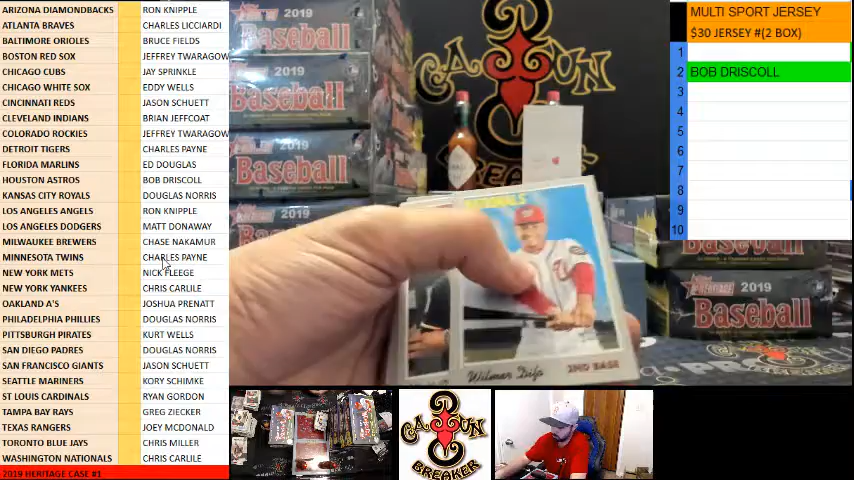 ARIZONA DIAMONDBACKS RON KNIPPLE
ATLANTA BRAVES CHARLES LICCIARDI
BALTIMORE ORIOLES BRUCE FIELDS
BOSTON RED SOX JEFFREY TWARAGOW
CHICAGO CUBS JAY SPRINKLE
CHICAGO WHITE SOX EDDY WELLS
CINCINNATI REDS JASON SCHUETT
CLEVELAND INDIANS BRIAN JEFFCOAT
COLORADO ROCKIES JEFFREY TWARAGOW
DETROIT TIGERS CHARLES PAYNE
FLORIDA MARLINS ED DOUGLAS
HOUSTON ASTROS BOB DRISCOLL
KANSAS CITY ROYALS DOUGLAS NORRIS
LOS ANGELES ANGELS RON KNIPPLE
LOS ANGELES DODGERS MATT DONAWAY
MILWAUKEE BREWERS CHASE NAKAMUR
MINNESOTA TWINS CHARLES PAYNE
NEW YORK METS NICK FLEEGE
NEW YORK YANKEES CHRIS CARLILE
OAKLAND A'S JOSHUA PRENATT
PHILADELPHIA PHILLIES DOUGLAS NORRIS
PITTSBURGH PIRATES KURT WELLS
SAN DIEGO PADRES DOUGLAS NORRIS
SAN FRANCISCO GIANTS JASON SCHUETT
SEATTLE MARINERS KORY SCHIMKE
ST LOUIS CARDINALS RYAN GORDON
TAMPA BAY RAYS GREG ZIECKER
TEXAS RANGERS JOEY MCDONALD
TORONTO BLUE JAYS CHRIS MILLER
WASHINGTON NATIONALS CHRIS CARLILE
2019 HERITAGE CASE #1
2019
2019
Baseball
2019
Baseball
2019
CAJUN
BREAKER
Wilmer Difo 2ND BASE
2019
Baseball
CAJUN
BREAKER
MULTI SPORT JERSEY
$30 JERSEY #(2 BOX)
1
2 BOB DRISCOLL
3
4
5
6
7
8
9
10